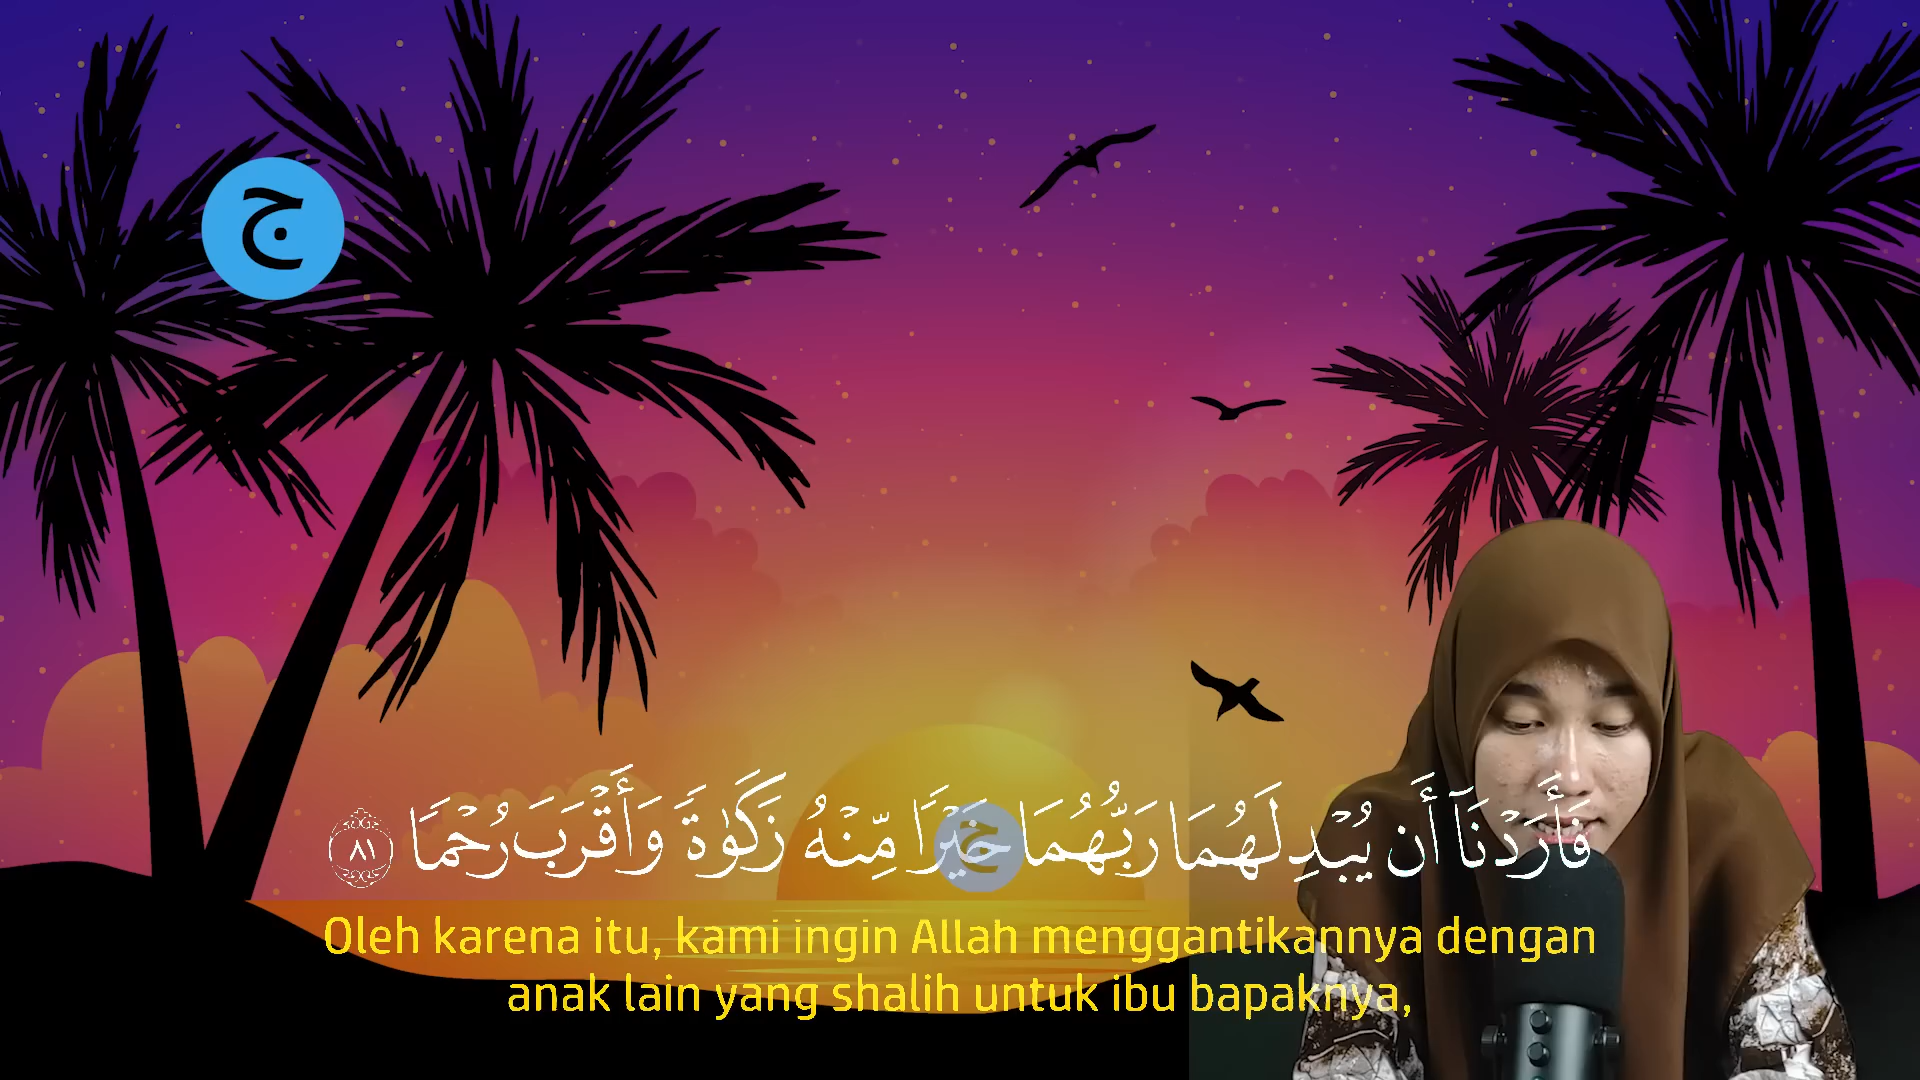 ج
فَأَرَدْنَآ أَن يُبْدِلَهُمَا رَبُّهُمَا خَيْرًا مِّنْهُ زَكَوٰةً وَأَقْرَبَ رُحْمًا ٨١
ج
Oleh karena itu, kami ingin Allah menggantikannya dengan
anak lain yang shalih untuk ibu bapaknya,